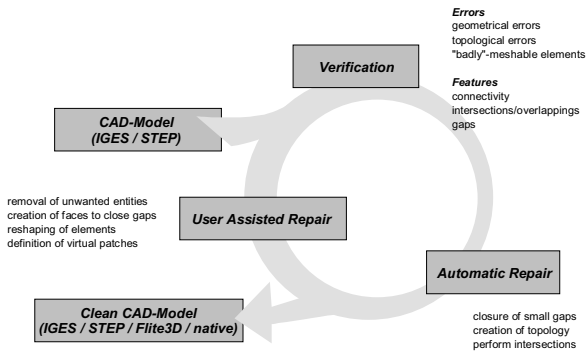 Errors
geometrical errors
topological errors
"badly"-meshable elements
Verification
Features
connectivity
intersections/overlappings
gaps
CAD-Model
(IGES / STEP)
removal of unwanted entities
creation of faces to close gaps
reshaping of elements
definition of virtual patches
User Assisted Repair
Automatic Repair
Clean CAD-Model
(IGES / STEP / Flite3D / native)
closure of small gaps
creation of topology
perform intersections